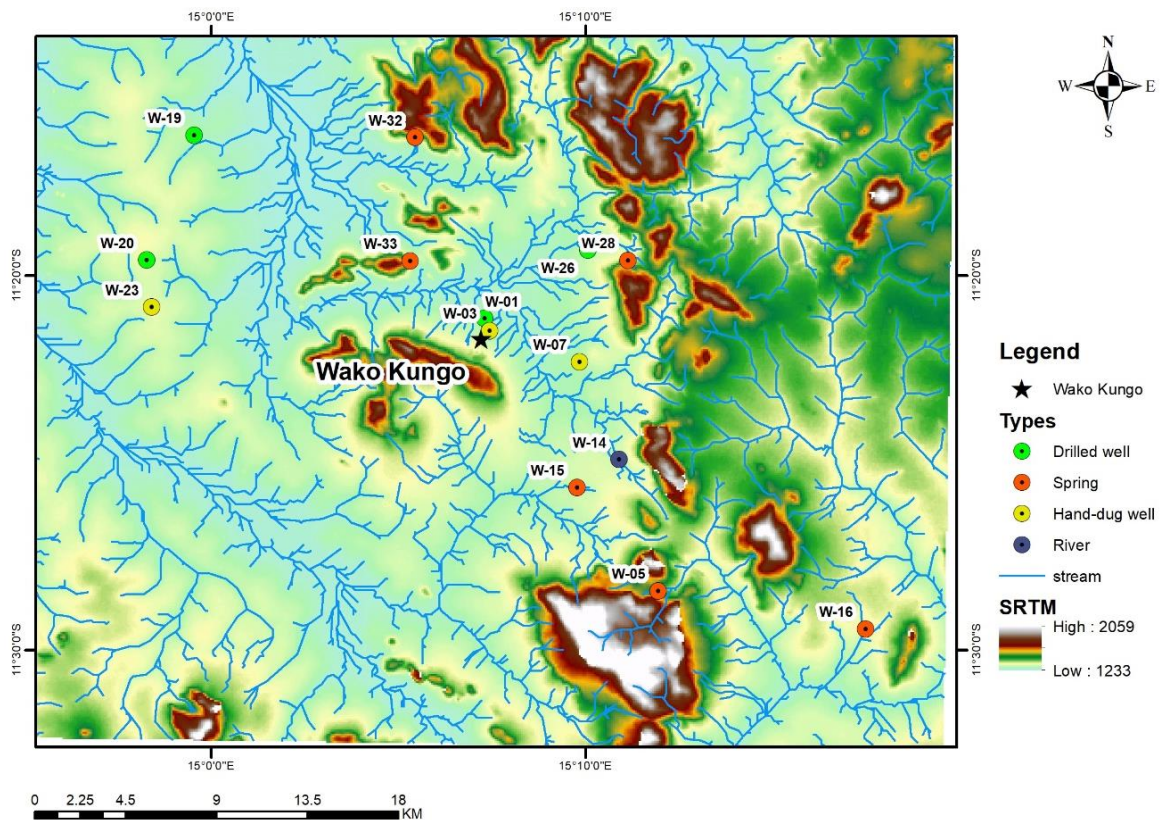 15°0'0"E
15°10'0"E
N
W
E
S
W-19
W-32
W-20
W-33
W-28
W-26
11°20'0"S
11°20'0"S
W-23
W-01
W-03
W-07
Wako Kungo
W-14
W-15
W-05
W-16
11°30'0"S
11°30'0"S
15°0'0"E
15°10'0"E
Legend
Wako Kungo
Types
Drilled well
Spring
Hand-dug well
River
stream
SRTM
High : 2059
Low : 1233
0 2.25 4.5 9 13.5 18
KM